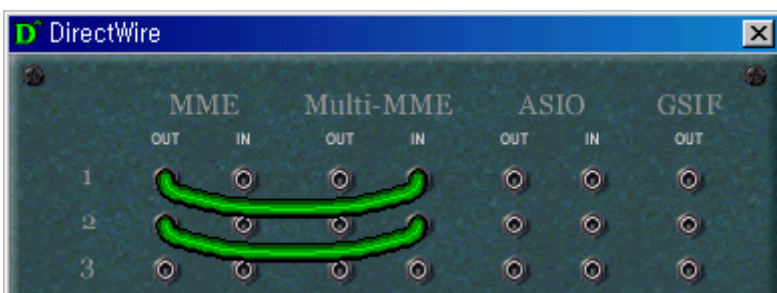 D DirectWire
MME Multi-MME ASIO GSIF
OUT IN OUT IN OUT IN OUT
1
2
3